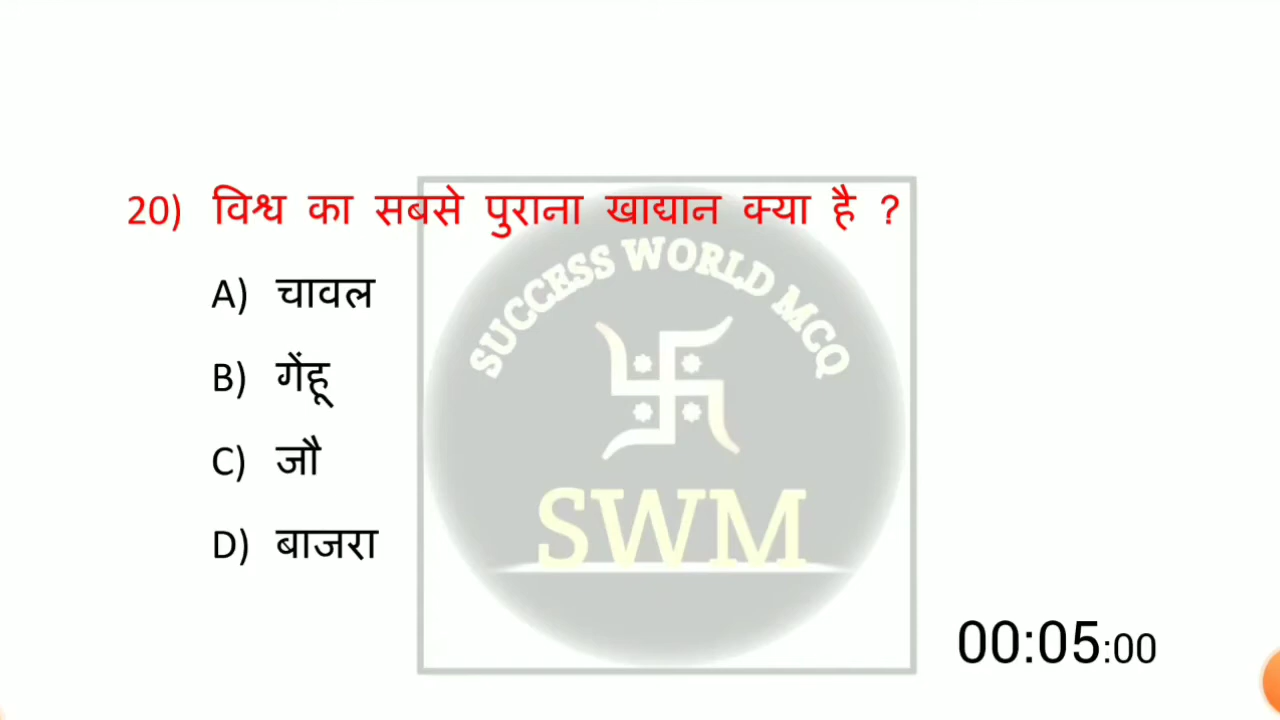 20) विश्व का सबसे पुराना खाद्यान क्या है ?
SUCCESS WORLD MCQ
A) चावल
B) गेंहू
C) जौ
SWM
D) बाजरा
00:05:00